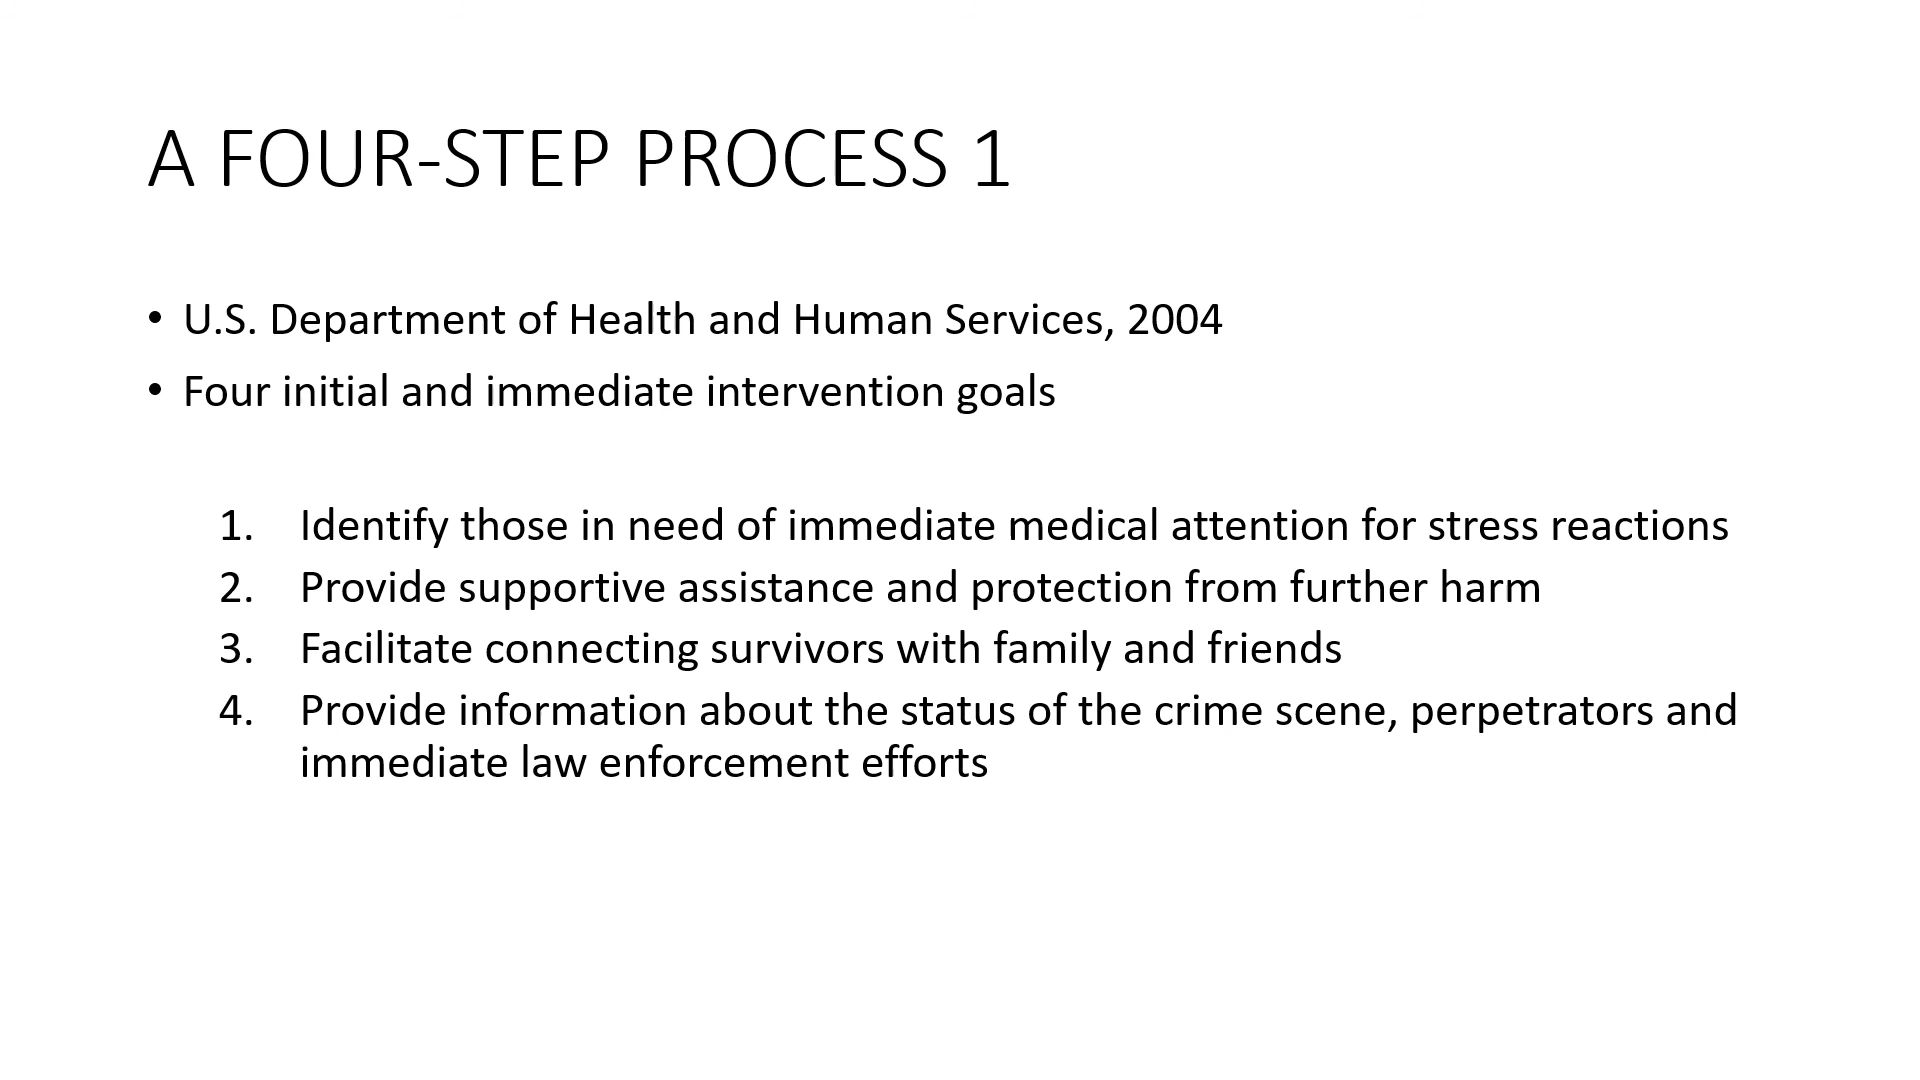 A FOUR-STEP PROCESS 1
• U.S. Department of Health and Human Services, 2004
• Four initial and immediate intervention goals
1. Identify those in need of immediate medical attention for stress reactions
2. Provide supportive assistance and protection from further harm
3. Facilitate connecting survivors with family and friends
4. Provide information about the status of the crime scene, perpetrators and
immediate law enforcement efforts